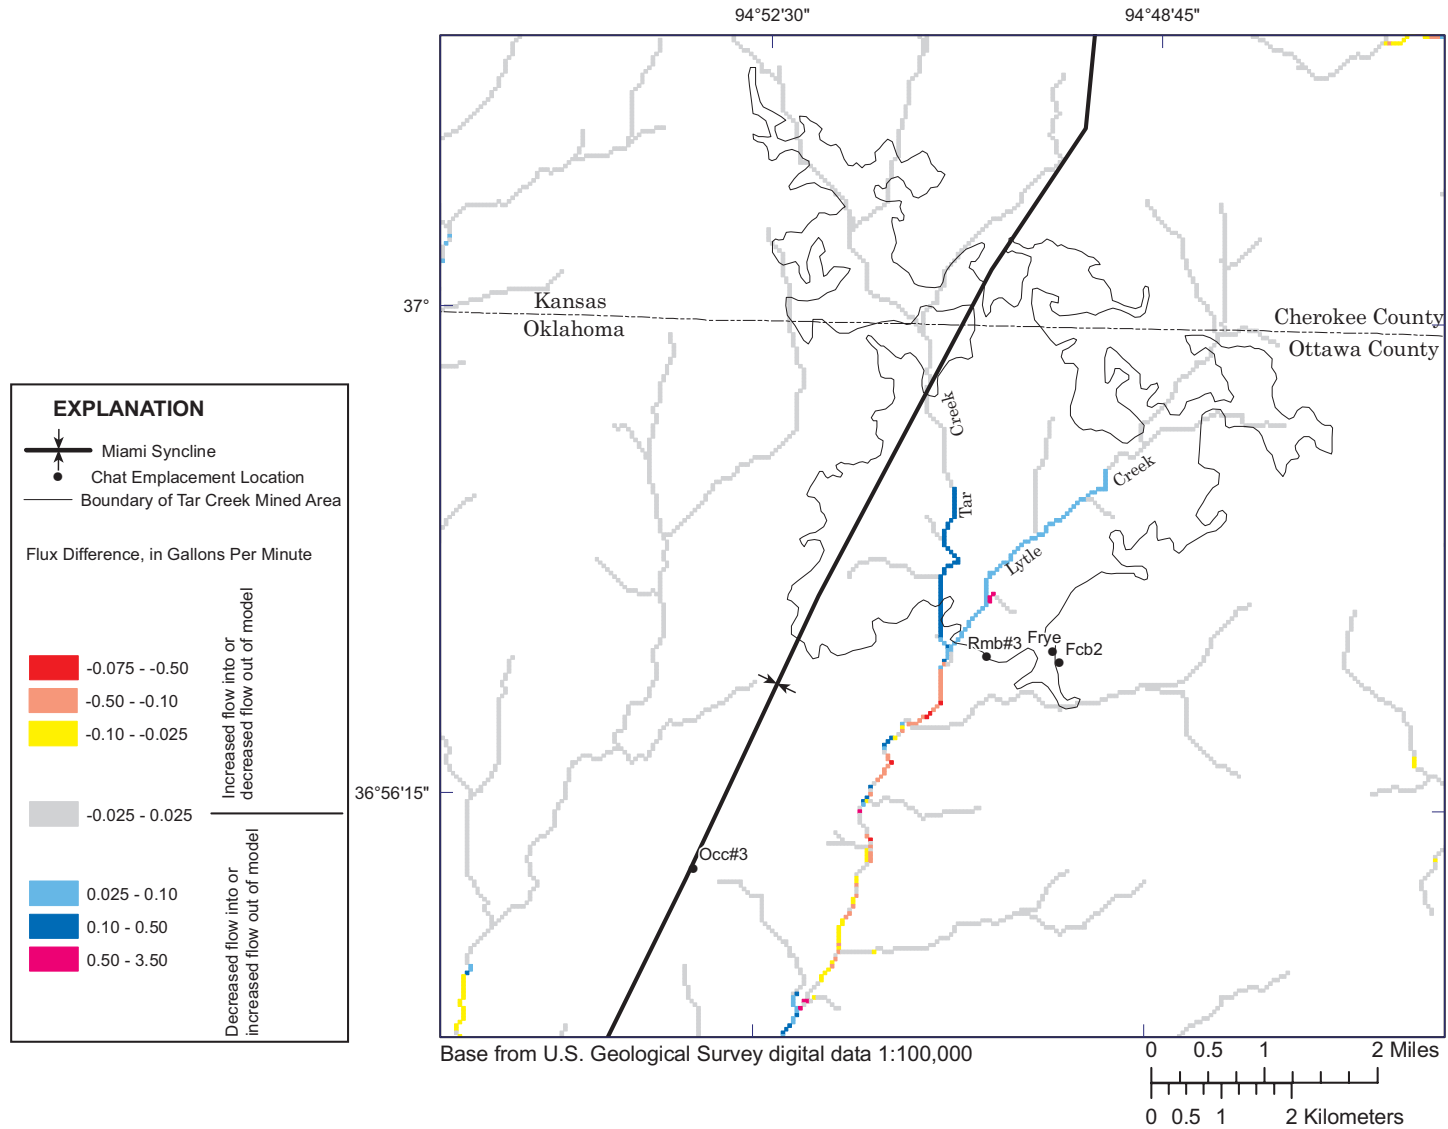 94°52'30"
94°48'45"
37°
Kansas
Oklahoma
Cherokee County
Ottawa County
EXPLANATION
Miami Syncline
Chat Emplacement Location
Boundary of Tar Creek Mined Area
Flux Difference, in Gallons Per Minute
-0.075 - -0.50
-0.50 - -0.10
-0.10 - -0.025
-0.025 - 0.025
0.025 - 0.10
0.10 - 0.50
0.50 - 3.50
Increased flow into or
decreased flow out of model
Decreased flow into or
increased flow out of model
Creek
Tar
Creek
Lytle
Rmb#3
Frye
Fcb2
36°56'15"
Occ#3
Base from U.S. Geological Survey digital data 1:100,000
0 0.5 1 2 Miles
0 0.5 1 2 Kilometers